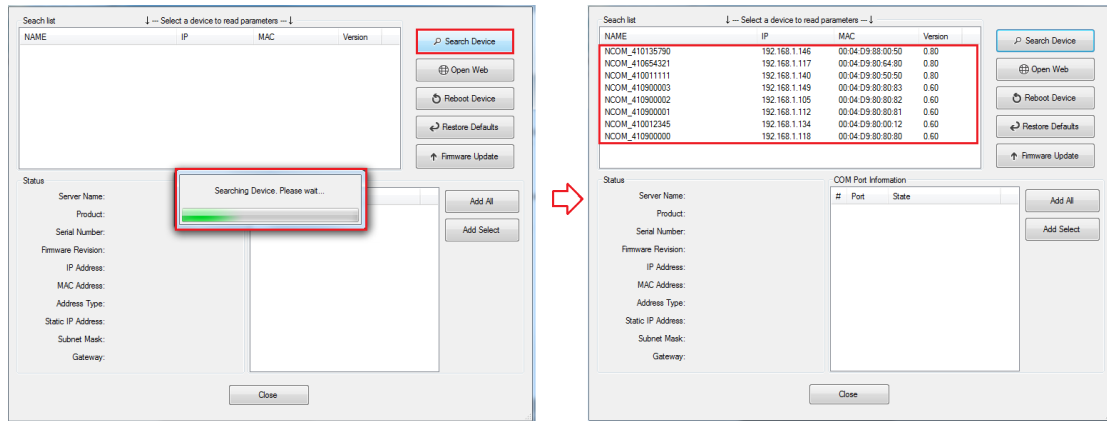 Seach list
↓ --- Select a device to read parameters --- ↓
NAME IP MAC Version
Search Device
Open Web
Reboot Device
Restore Defaults
Firmware Update
Searching Device. Please wait...
Status
Server Name:
Product:
Serial Number:
Firmware Revision:
IP Address:
MAC Address:
Address Type:
Static IP Address:
Subnet Mask:
Gateway:
Add All
Add Select
Close
Seach list
↓ --- Select a device to read parameters --- ↓
NAME IP MAC Version
NCOM_410135790 192.168.1.146 00:04:D9:88:00:50 0.80
NCOM_410654321 192.168.1.117 00:04:D9:80:64:80 0.80
NCOM_410011111 192.168.1.140 00:04:D9:80:50:50 0.80
NCOM_410900003 192.168.1.149 00:04:D9:80:80:83 0.60
NCOM_410900002 192.168.1.105 00:04:D9:80:80:82 0.60
NCOM_410900001 192.168.1.112 00:04:D9:80:80:81 0.60
NCOM_410012345 192.168.1.134 00:04:D9:80:00:12 0.60
NCOM_410900000 192.168.1.118 00:04:D9:80:80:80 0.60
Search Device
Open Web
Reboot Device
Restore Defaults
Firmware Update
Status
Server Name:
Product:
Serial Number:
Firmware Revision:
IP Address:
MAC Address:
Address Type:
Static IP Address:
Subnet Mask:
Gateway:
COM Port Information
# Port State
Add All
Add Select
Close